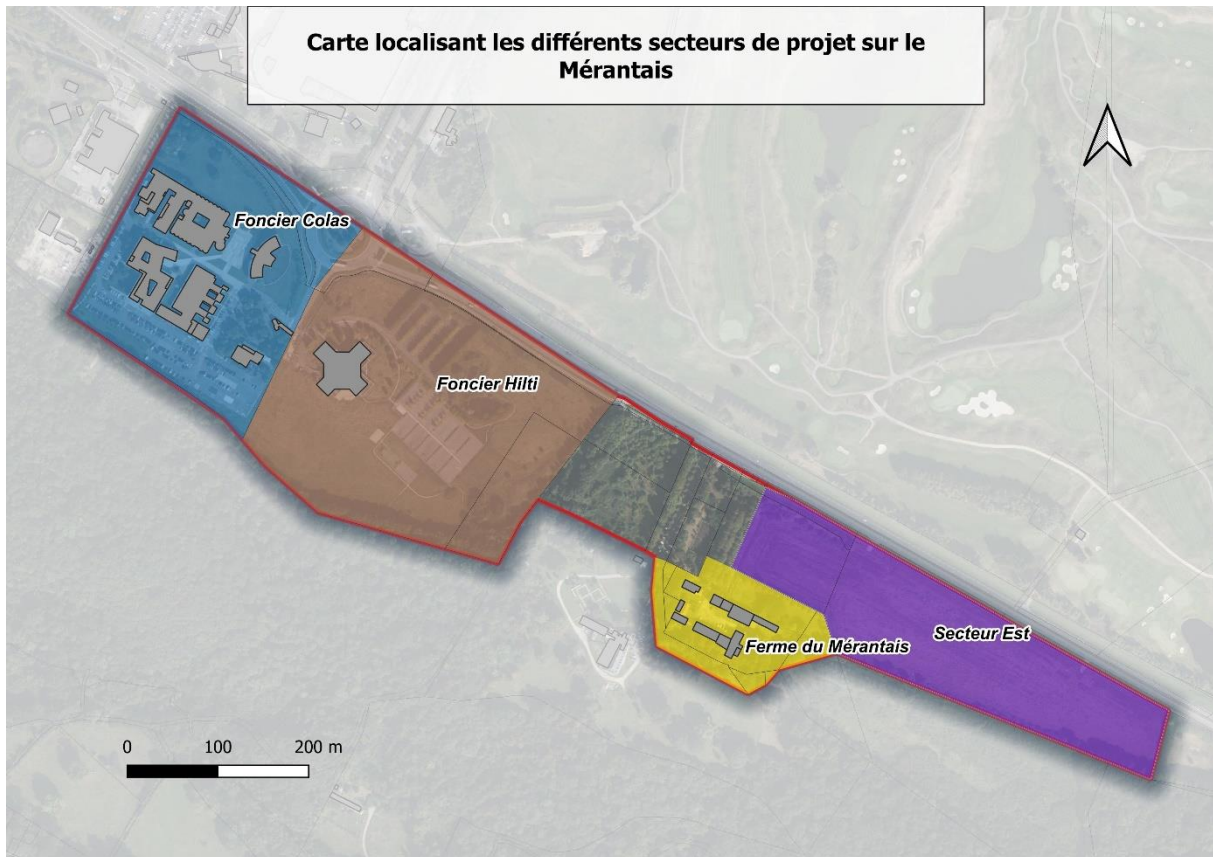 Carte localisant les différents secteurs de projet sur le
Mérantais
Foncier Colas
Foncier Hilti
Ferme du Mérantais
Secteur Est
0 100 200 m